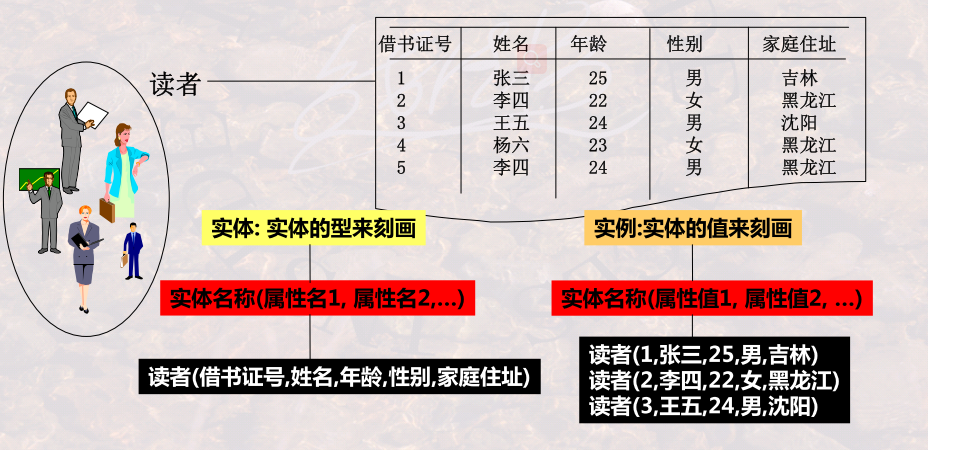 借书证号 姓名 年龄 性别 家庭住址
读者
1 张三 25 男 吉林
2 李四 22 女 黑龙江
3 王五 24 男 沈阳
4 杨六 23 女 黑龙江
5 李四 24 男 黑龙江
实体: 实体的型来刻画
实例:实体的值来刻画
实体名称(属性名1, 属性名2,...)
实体名称(属性值1, 属性值2, ...)
读者(借书证号,姓名,年龄,性别,家庭住址)
读者(1,张三,25,男,吉林)
读者(2,李四,22,女,黑龙江)
读者(3,王五,24,男,沈阳)